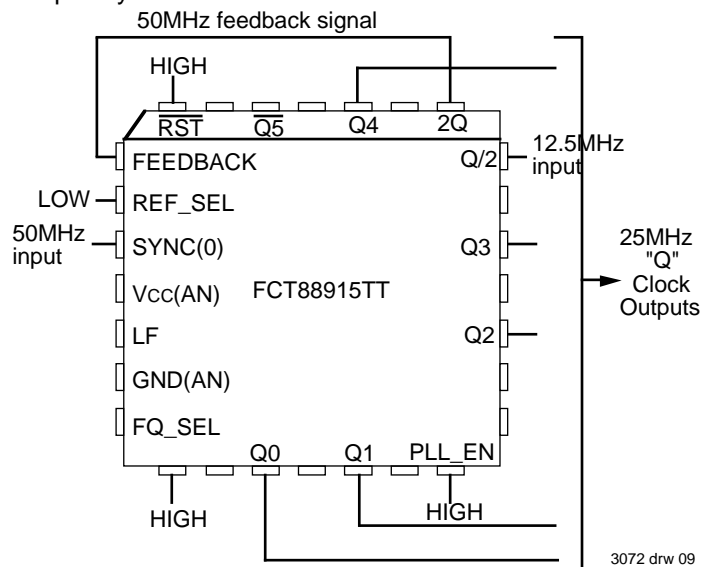 50MHz feedback signal
HIGH
RST Q5 Q4 2Q
FEEDBACK Q/2 12.5MHz
input
LOW REF_SEL
50MHz
input
SYNC(0) Q3
25MHz
"Q"
Clock
Outputs
VCC(AN) FCT88915TT
LF Q2
GND(AN)
FQ_SEL
Q0 Q1 PLL_EN
HIGH HIGH
3072 drw 09